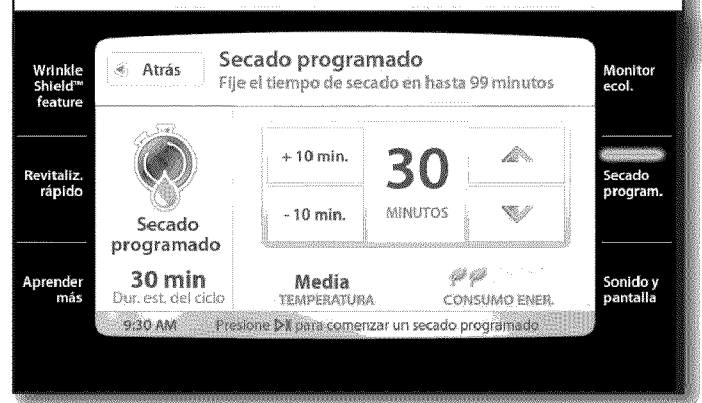 Wrinkle
Shield™
feature
Revitaliz.
rápido
Aprender
más
Atrás
Secado programado
Fije el tiempo de secado en hasta 99 minutos
Secado
programado
30 min
Dur. est. del ciclo
+ 10 min.
- 10 min.
30
MINUTOS
Media
TEMPERATURA
CONSUMO ENER.
9:30 AM Presione para comenzar un secado programado
Monitor
ecol.
Secado
program.
Sonido y
pantalla